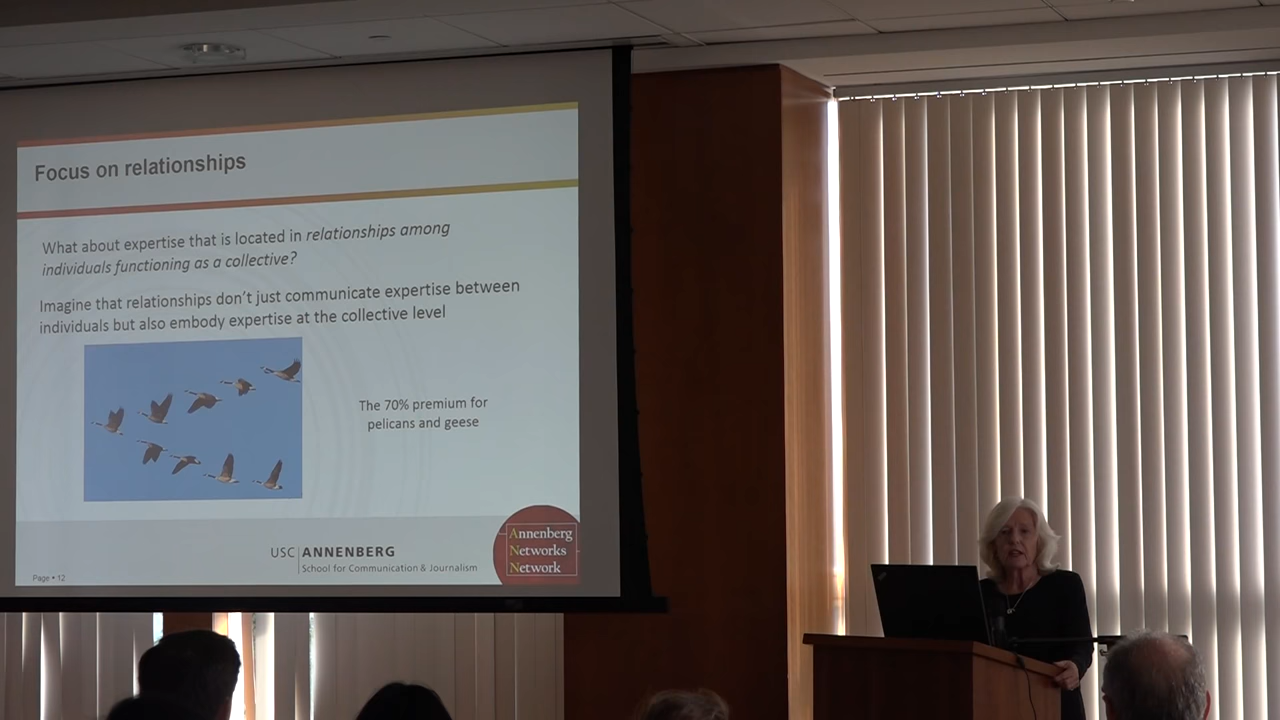 Focus on relationships
What about expertise that is located in relationships among
individuals functioning as a collective?
Imagine that relationships don't just communicate expertise between
individuals but also embody expertise at the collective level
The 70% premium for
pelicans and geese
USC ANNENBERG
School for Communication & Journalism
Annenberg
Networks
Network
Page ▪ 12